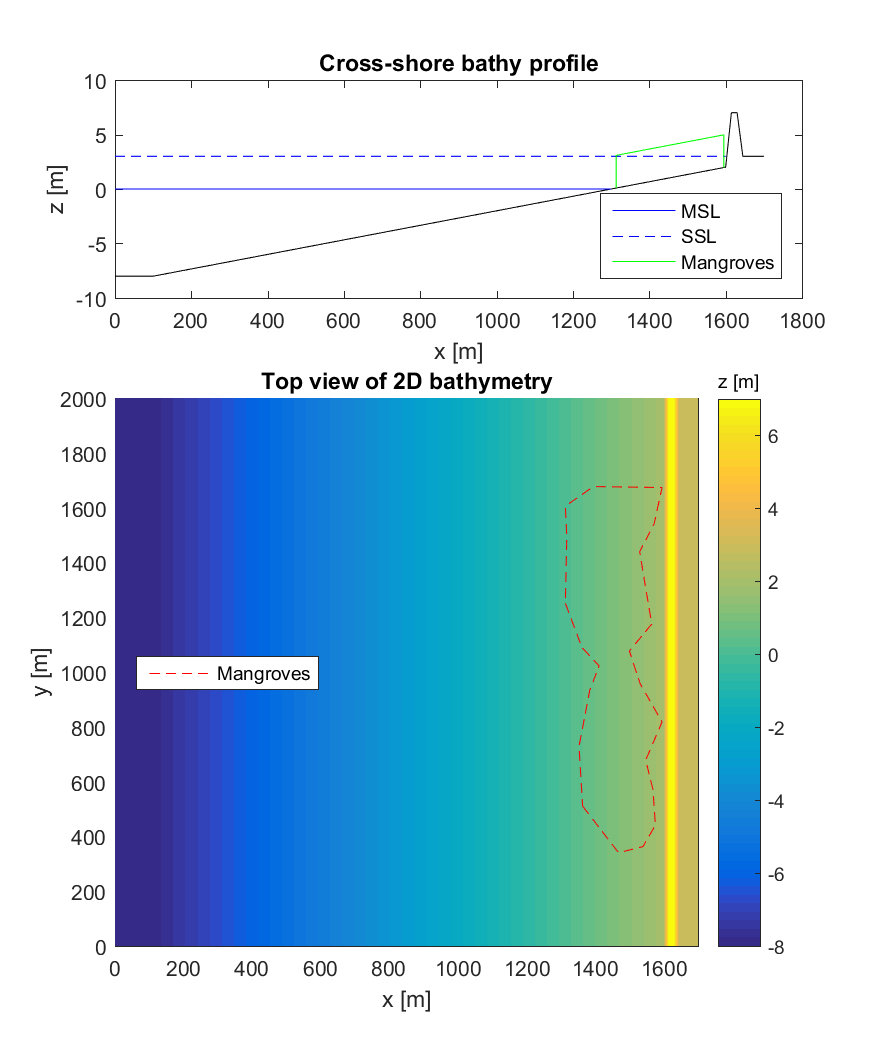 Cross-shore bathy profile
10
5
0
-5
-10
z [m]
MSL
SSL
Mangroves
0 200 400 600 800 1000 1200 1400 1600 1800
x [m]
Top view of 2D bathymetry
z [m]
2000
1800
1600
1400
1200
1000
800
600
400
200
0
y [m]
Mangroves
6
4
2
0
-2
-4
-6
-8
0 200 400 600 800 1000 1200 1400 1600
x [m]